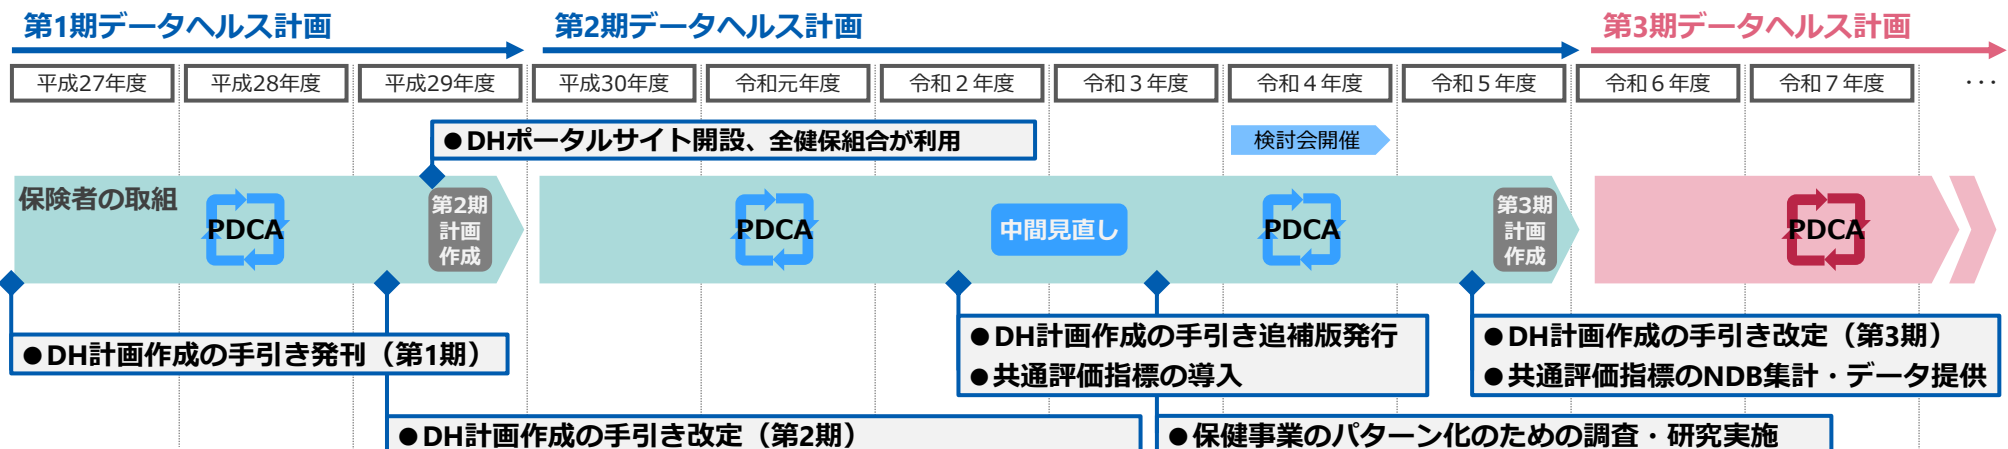 第1期データヘルス計画
第2期データヘルス計画
第3期データヘルス計画
平成27年度
平成28年度
平成29年度
平成30年度
令和元年度
令和２年度
令和３年度
令和４年度
令和５年度
令和６年度
令和７年度
・・・
●DHポータルサイト開設、全健保組合が利用
検討会開催
保険者の取組
PDCA
第2期
計画
作成
PDCA
中間見直し
PDCA
第3期
計画
作成
PDCA
●DH計画作成の手引き発刊（第1期）
●DH計画作成の手引き追補版発行
●共通評価指標の導入
●DH計画作成の手引き改定（第3期）
●共通評価指標のNDB集計・データ提供
●DH計画作成の手引き改定（第2期）
●保健事業のパターン化のための調査・研究実施